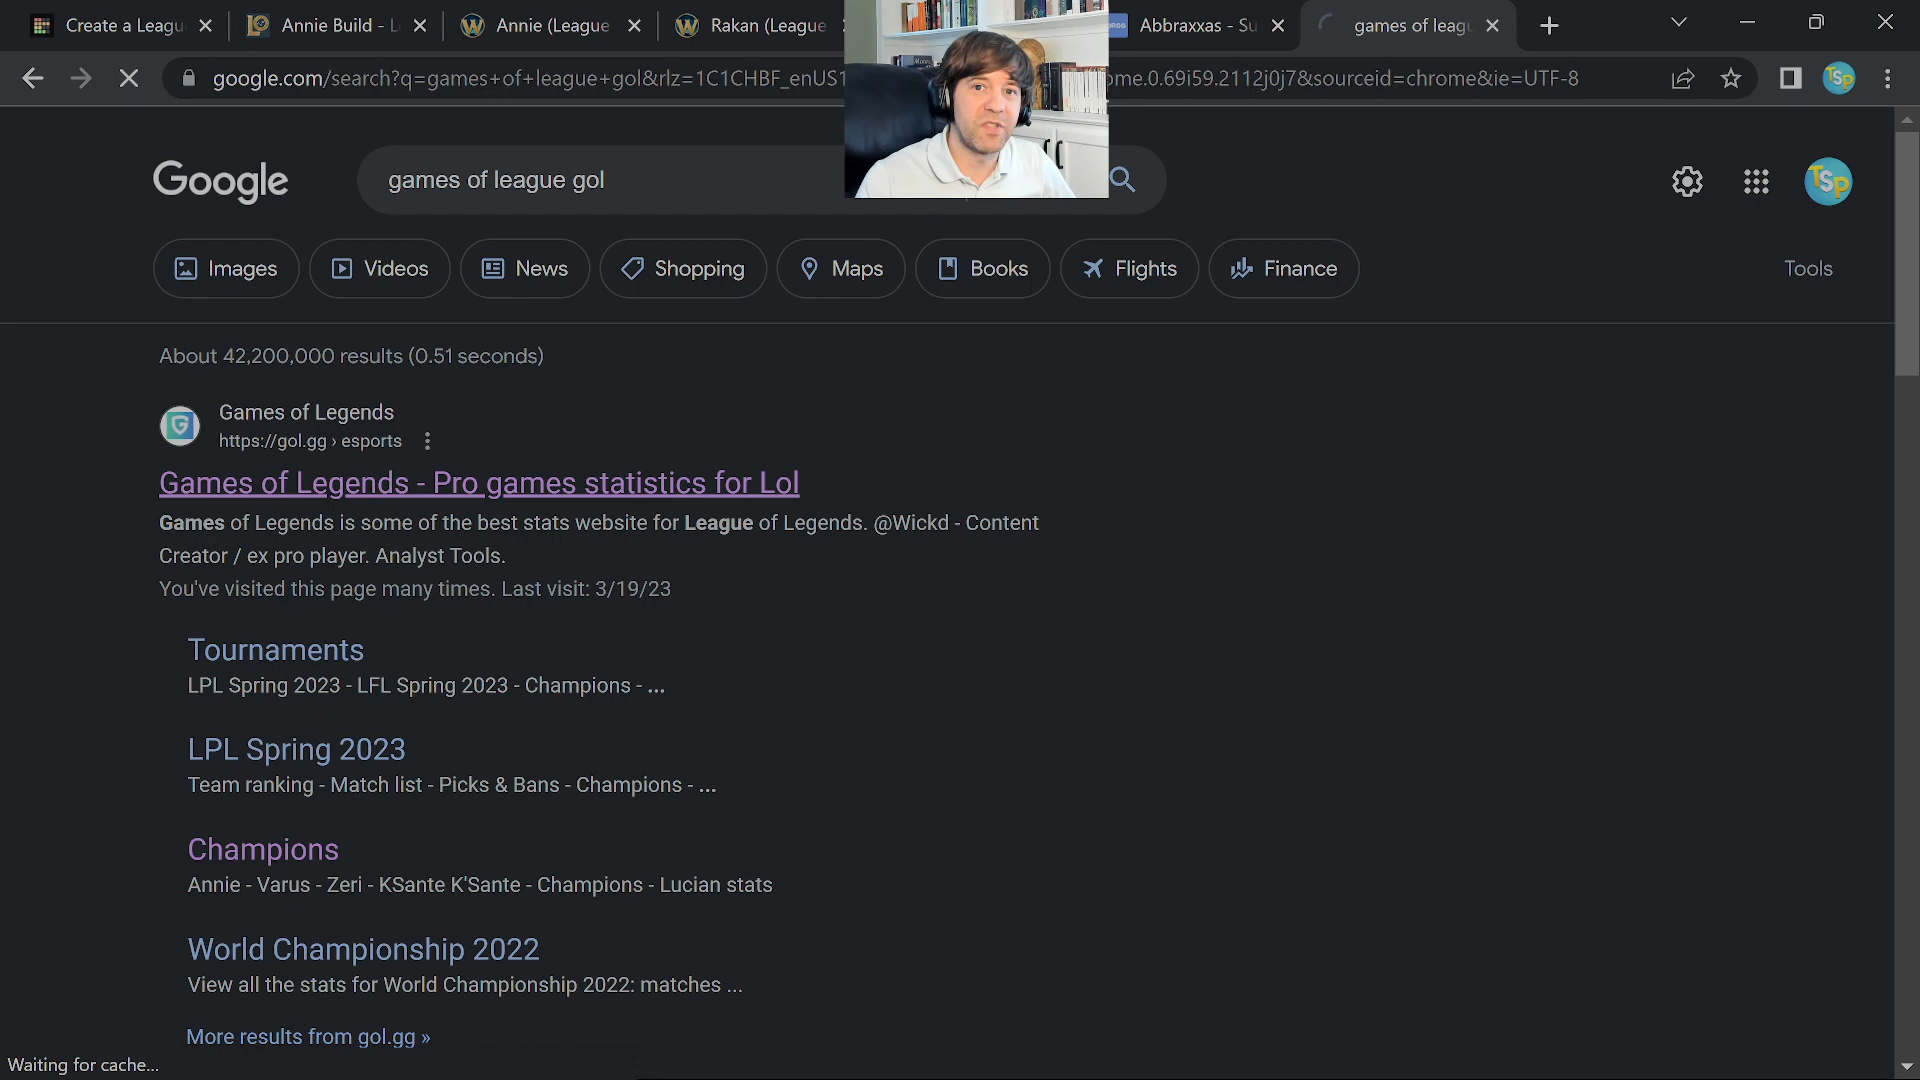 Create a Leagu
Annie Build - L
Annie (League
Rakan (League
Abbraxxas - Su
games of leagu
google.com/search?q=games+of+league+gol&rlz=1C1CHBF_enUS1
ome.0.69i59.2112j0j7&sourceid=chrome&ie=UTF-8
TSP
Google
games of league gol
TSP
Images
Videos
News
Shopping
Maps
Books
Flights
Finance
Tools
About 42,200,000 results (0.51 seconds)
Games of Legends
https://gol.gg › esports
Games of Legends - Pro games statistics for Lol
Games of Legends is some of the best stats website for League of Legends. @Wickd - Content
Creator / ex pro player. Analyst Tools.
You've visited this page many times. Last visit: 3/19/23
Tournaments
LPL Spring 2023 - LFL Spring 2023 - Champions - ...
LPL Spring 2023
Team ranking - Match list - Picks & Bans - Champions - ...
Champions
Annie - Varus - Zeri - KSante K'Sante - Champions - Lucian stats
World Championship 2022
View all the stats for World Championship 2022: matches ...
More results from gol.gg »
Waiting for cache...